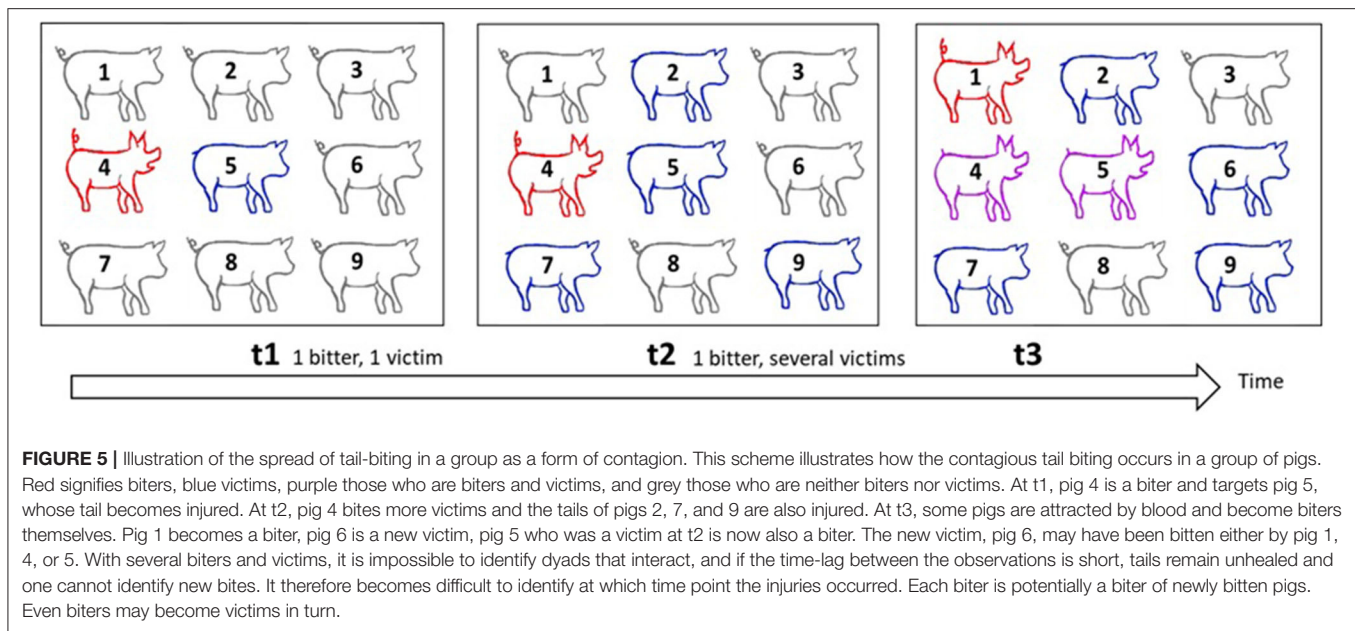 1 2 3
4 5 6
7 8 9
1 2 3
4 5 6
7 8 9
1 2 3
4 5 6
7 8 9
t1 1 bitter, 1 victim
t2 1 bitter, several victims
t3
Time
FIGURE 5 | Illustration of the spread of tail-biting in a group as a form of contagion. This scheme illustrates how the contagious tail biting occurs in a group of pigs.
Red signifies biters, blue victims, purple those who are biters and victims, and grey those who are neither biters nor victims. At t1, pig 4 is a biter and targets pig 5,
whose tail becomes injured. At t2, pig 4 bites more victims and the tails of pigs 2, 7, and 9 are also injured. At t3, some pigs are attracted by blood and become biters
themselves. Pig 1 becomes a biter, pig 6 is a new victim, pig 5 who was a victim at t2 is now also a biter. The new victim, pig 6, may have been bitten either by pig 1,
4, or 5. With several biters and victims, it is impossible to identify dyads that interact, and if the time-lag between the observations is short, tails remain unhealed and
one cannot identify new bites. It therefore becomes difficult to identify at which time point the injuries occurred. Each biter is potentially a biter of newly bitten pigs.
Even biters may become victims in turn.